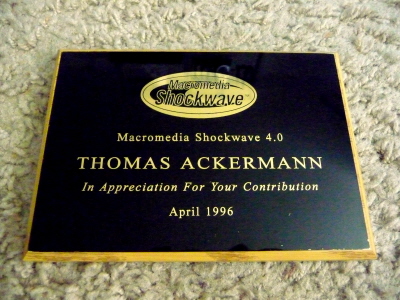 Macromedia
Shockwave
Macromedia Shockwave 4.0
THOMAS ACKERMANN
In Appreciation For Your Contribution
April 1996